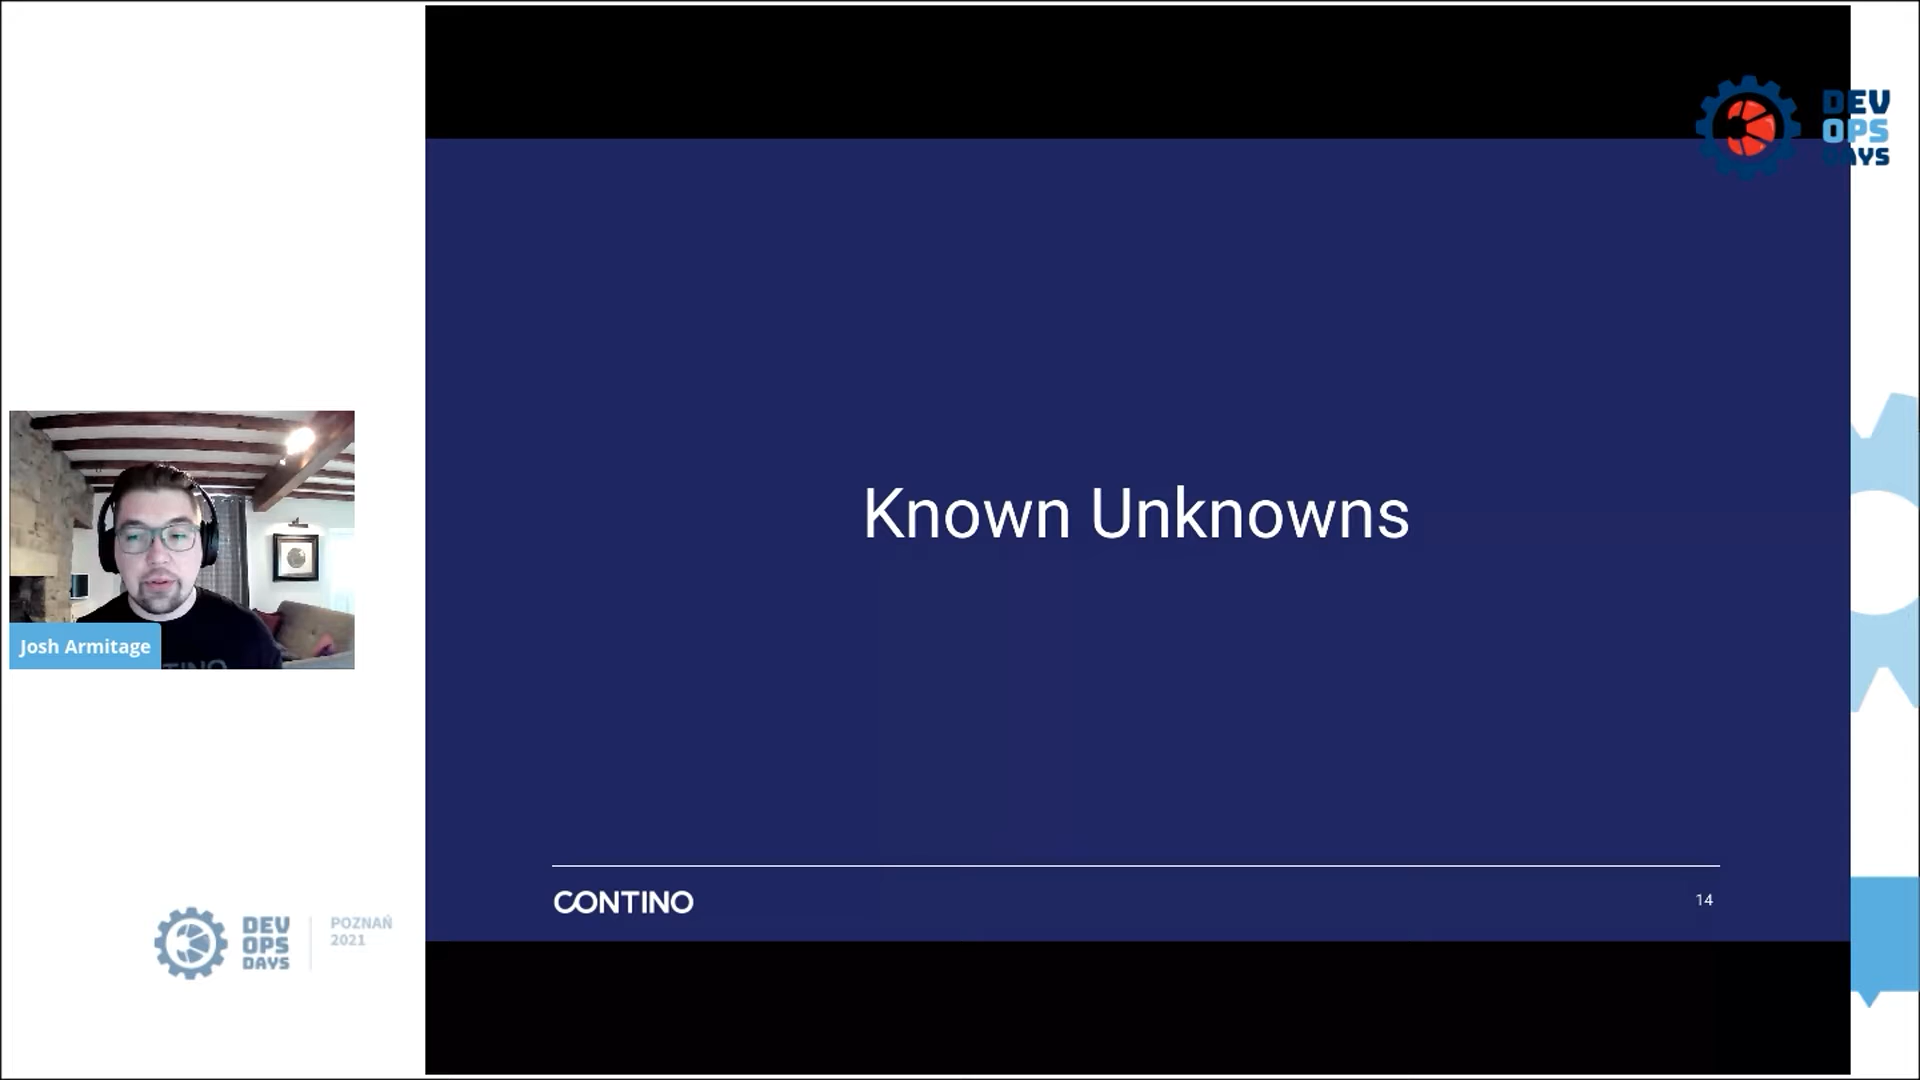 DEV
OPS
DAYS
Known Unknowns
Josh Armitage
CONTINO
14
DEV
OPS
DAYS
POZNAŃ
2021